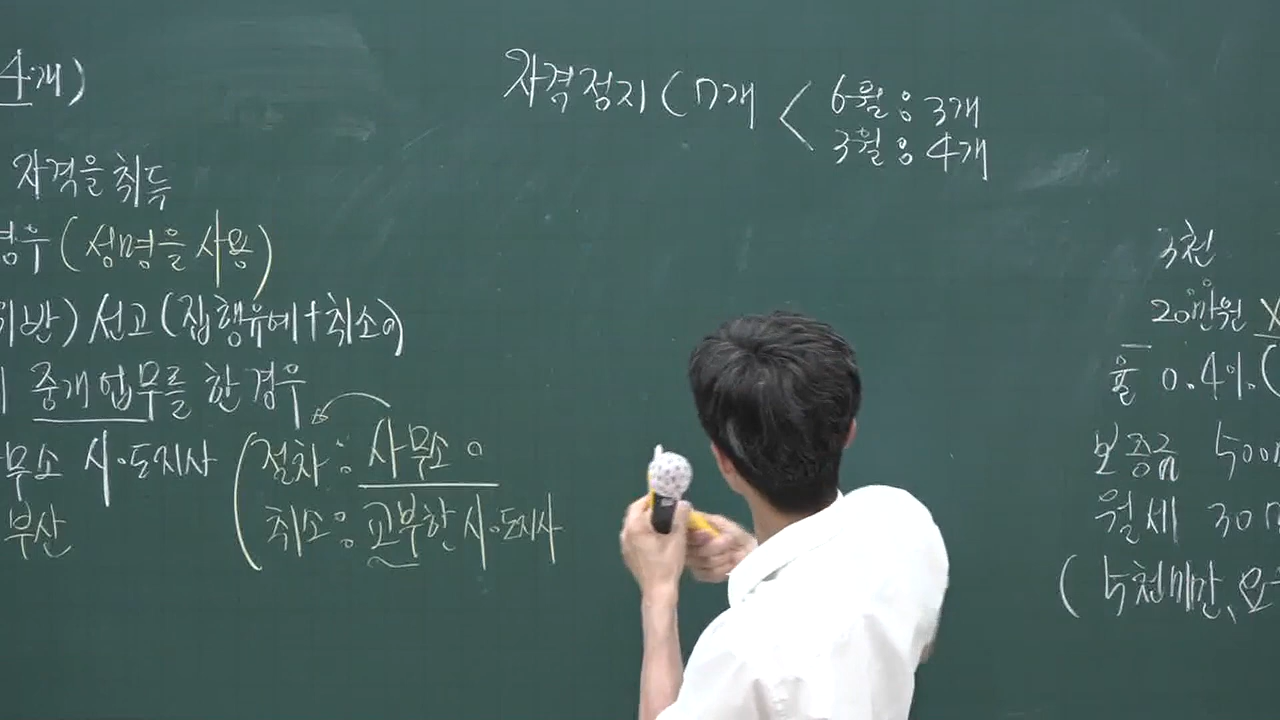 4개)
자격을 취득
경우 (성명을 사용)
위반) 선고 (집행유예+취소예)
중개업무를 한 경우
무소 시·도지사 (절차: 사무소 ㅇ
부산 취소: 교부한 시·도지사
자격정지 (7개 < 6월: 3개
3월: 4개
3천
20만원 X
율 0.4%. (
보증금 500
월세 30
(5천미만,